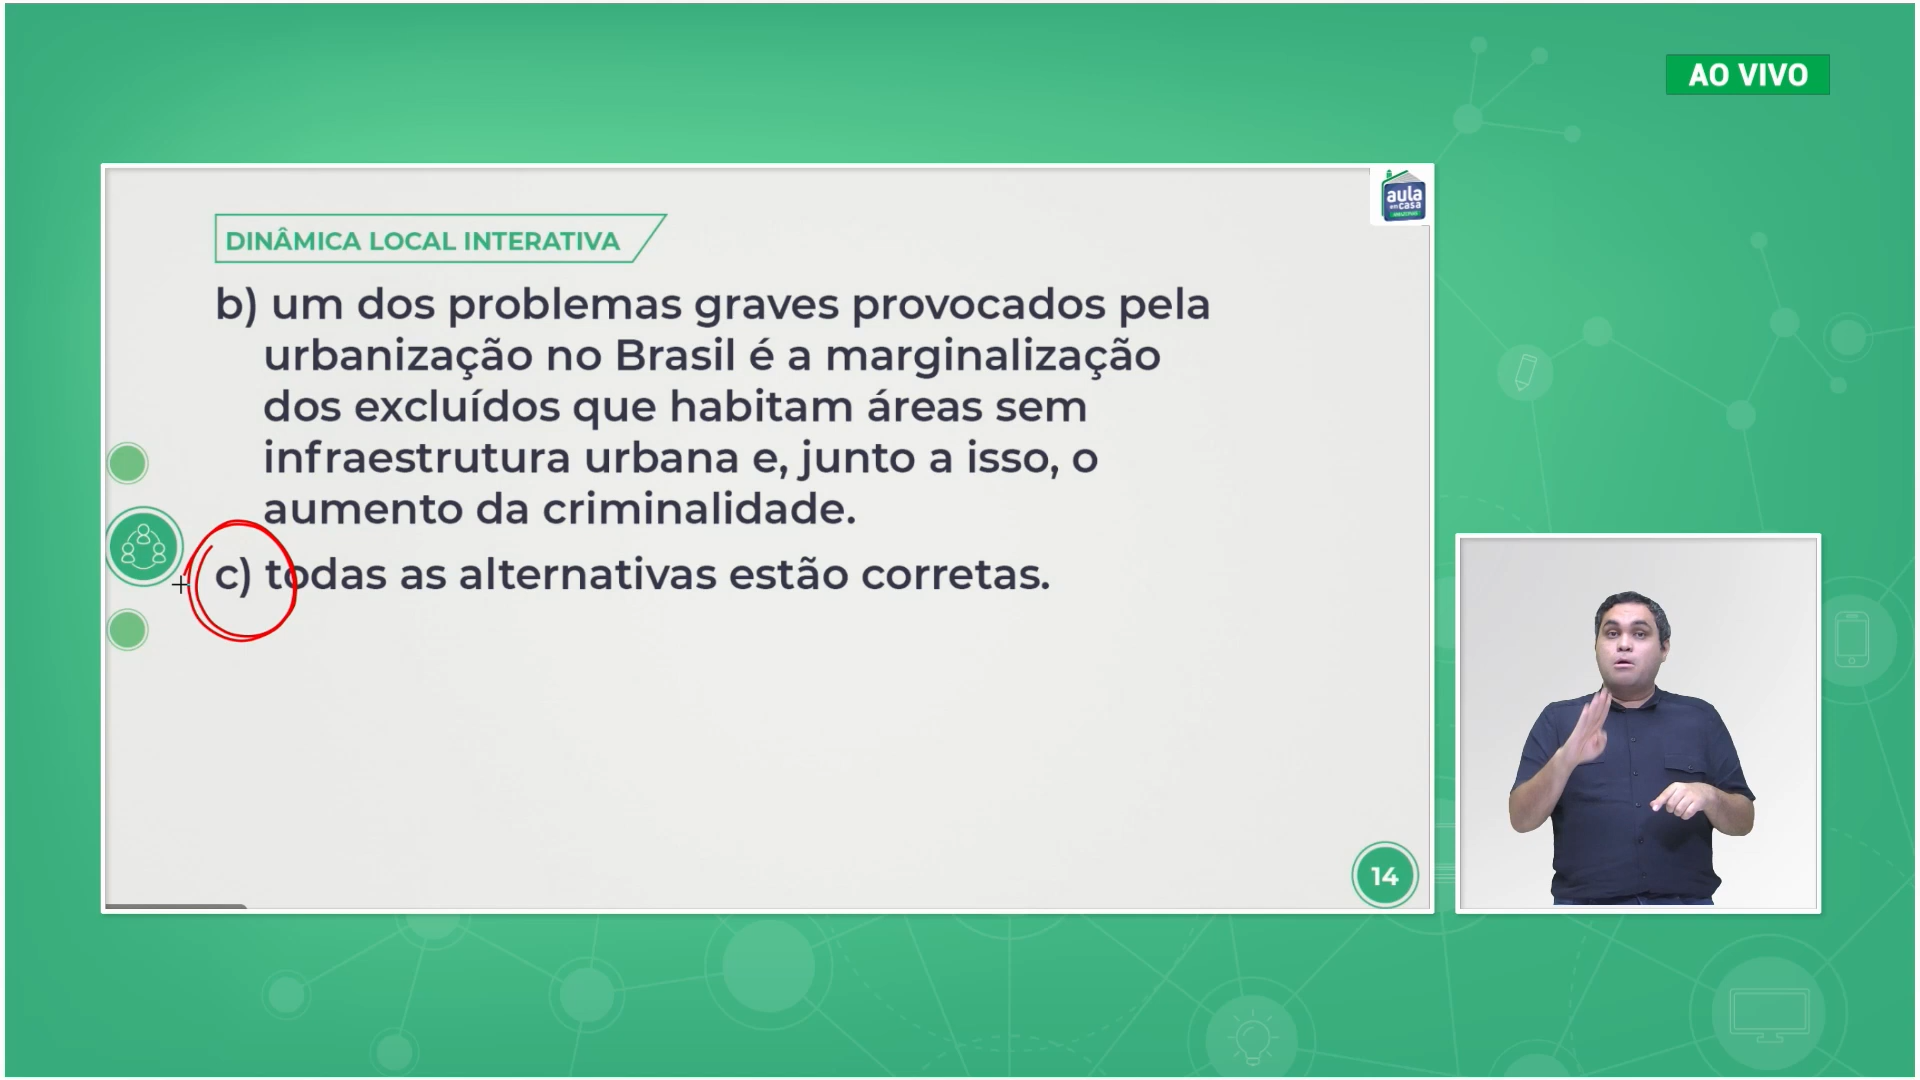 AO VIVO
aula
em casa
DINÂMICA LOCAL INTERATIVA
b) um dos problemas graves provocados pela
urbanização no Brasil é a marginalização
dos excluídos que habitam áreas sem
infraestrutura urbana e, junto a isso, o
aumento da criminalidade.
c) todas as alternativas estão corretas.
14